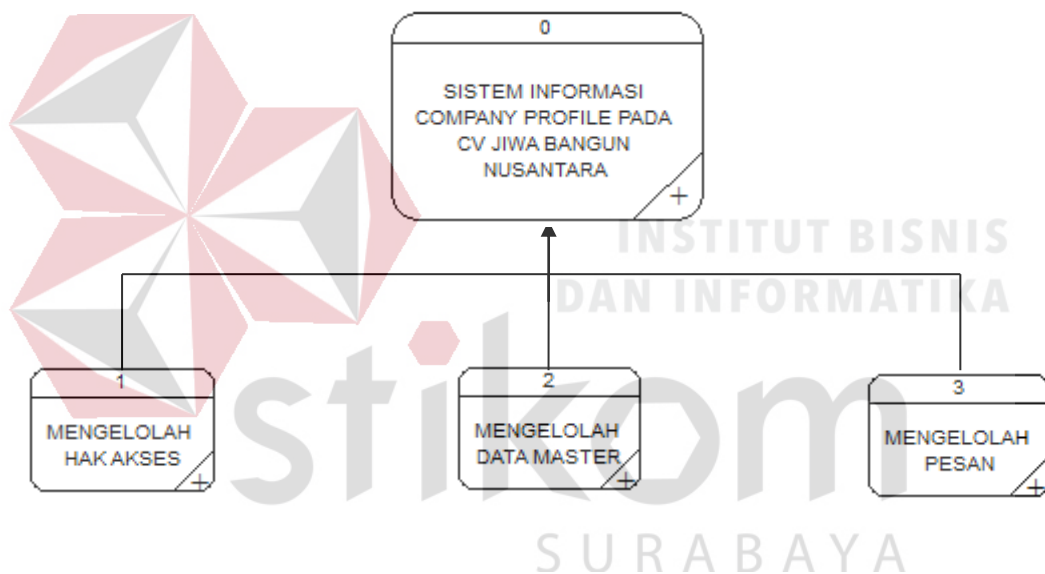 0
SISTEM INFORMASI
COMPANY PROFILE PADA
CV JIWA BANGUN
NUSANTARA
+
INSTITUT BISNIS
DAN INFORMATIKA
1
MENGELOLAH
HAK AKSES
+
2
MENGELOLAH
DATA MASTER
+
3
MENGELOLAH
PESAN
+
stikom
SURABAYA